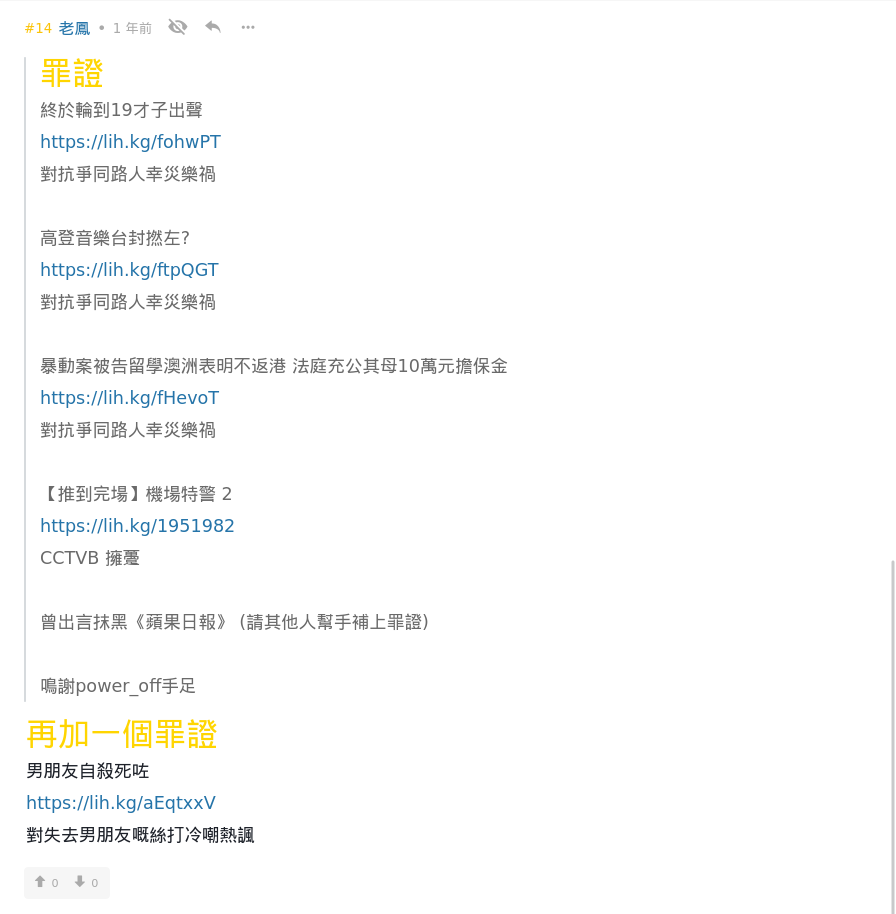 #14 老鳳 • 1 年前
罪證
終於輪到19才子出聲
https://lih.kg/fohwPT
對抗爭同路人幸災樂禍
高登音樂台封撚左?
https://lih.kg/ftpQGT
對抗爭同路人幸災樂禍
暴動案被告留學澳洲表明不返港 法庭充公其母10萬元擔保金
https://lih.kg/fHevoT
對抗爭同路人幸災樂禍
【推到完場】機場特警 2
https://lih.kg/1951982
CCTVB 擁躉
曾出言抹黑《蘋果日報》 (請其他人幫手補上罪證)
鳴謝power_off手足
再加一個罪證
男朋友自殺死咗
https://lih.kg/aEqtxxV
對失去男朋友嘅絲打冷嘲熱諷
0 0